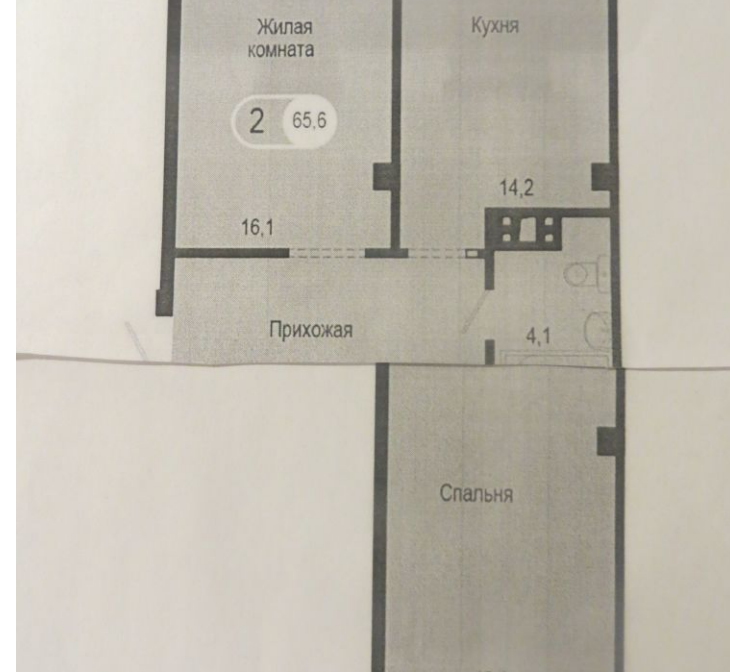 Жилая
комната
Кухня
2 65,6
14,2
16,1
Прихожая
4,1
Спальня